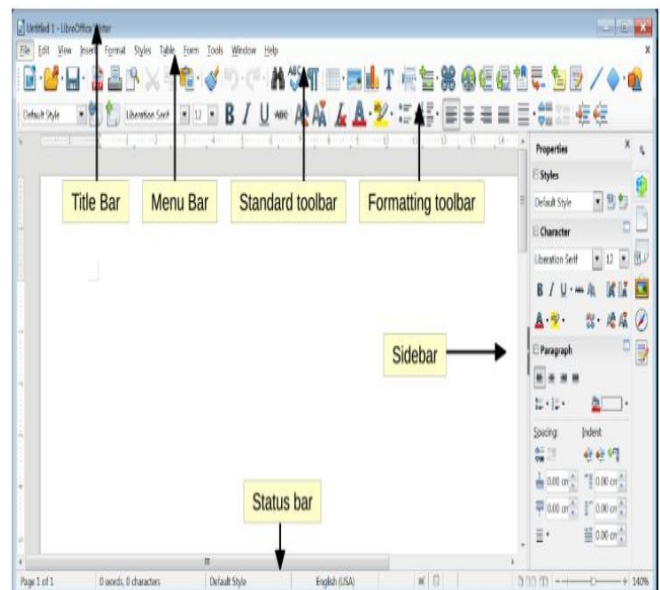 Untitled 1 - LibreOffice Writer
File Edit View Insert Format Styles Table Form Tools Window Help
Default Style Liberation Serif 12 B I U
Properties
Styles
Title Bar Menu Bar Standard toolbar Formatting toolbar
Default Style
Character
Liberation Serif 12
B I U
Sidebar
Paragraph
Spacing: Indent:
0.00 cm 0.00 cm
0.00 cm 0.00 cm
0.00 cm
Status bar
Page 1 of 1 0 words, 0 characters Default Style English (USA) 140%